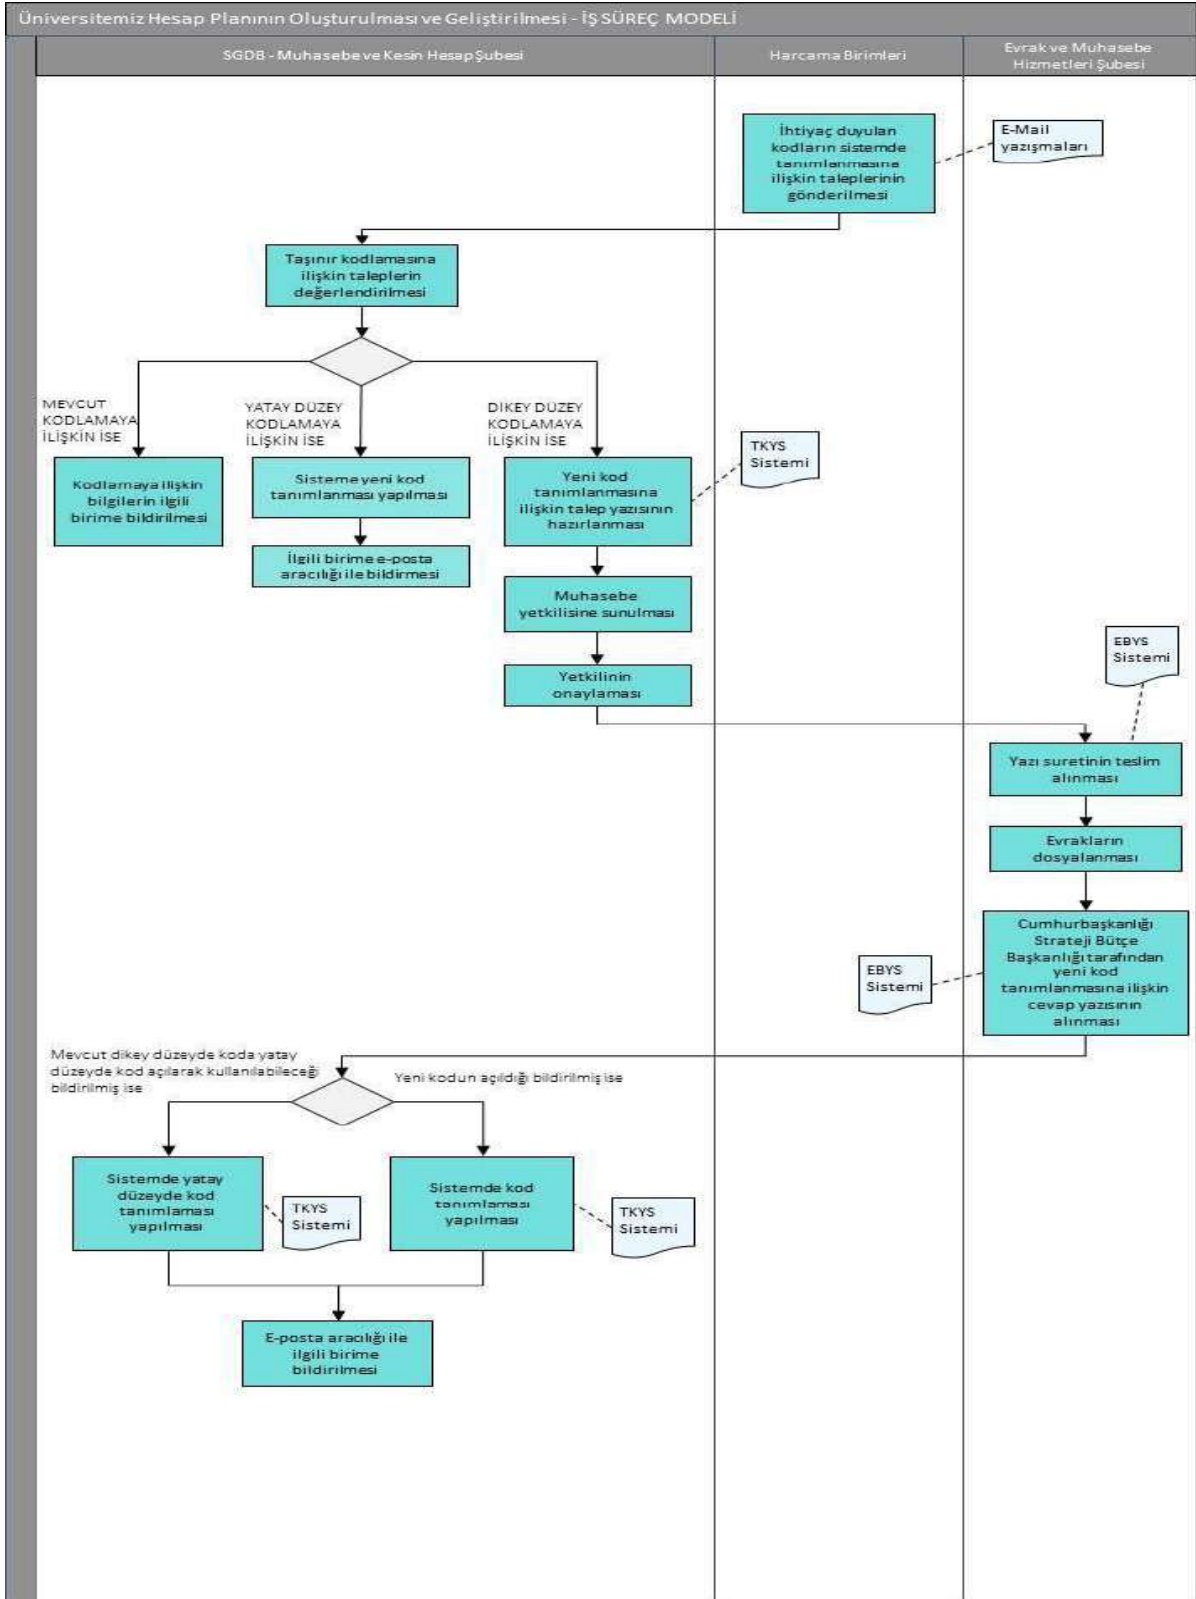 Üniversitemiz Hesap Planının Oluşturulması ve Geliştirilmesi - İŞ SÜREÇ MODELİ
SGDB - Muhasebe ve Kesin Hesap Şubesi
Harcama Birimleri
Evrak ve Muhasebe
Hizmetleri Şubesi
İhtiyaç duyulan
kodların sistemde
tanımlanmasına
ilişkin taleplerinin
gönderilmesi
E-Mail
yazışmaları
Taşınır kodlamasına
ilişkin taleplerin
değerlendirilmesi
MEVCUT
KODLAMAYA
İLİŞKİN İSE
YATAY DÜZEY
KODLAMAYA
İLİŞKİN İSE
DİKEY DÜZEY
KODLAMAYA
İLİŞKİN İSE
Kodlamaya ilişkin
bilgilerin ilgili
birime bildirilmesi
Sisteme yeni kod
tanımlanması yapılması
Yeni kod
tanımlanmasına
ilişkin talep yazısının
hazırlanması
TKYS
Sistemi
İlgili birime e-posta
aracılığı ile bildirmesi
Muhasebe
yetkilisine sunulması
Yetkilinin
onaylaması
EBYS
Sistemi
Yazı suretinin teslim
alınması
Evrakların
dosyalanması
Cumhurbaşkanlığı
Strateji Bütçe
Başkanlığı tarafından
yeni kod
tanımlanmasına ilişkin
cevap yazısının
alınması
EBYS
Sistemi
Mevcut dikey düzeyde koda yatay
düzeyde kod açılarak kullanılabileceği
bildirilmiş ise
Yeni kodun açıldığı bildirilmiş ise
Sistemde yatay
düzeyde kod
tanımlaması
yapılması
TKYS
Sistemi
Sistemde kod
tanımlaması
yapılması
TKYS
Sistemi
E-posta aracılığı ile
ilgili birime
bildirilmesi